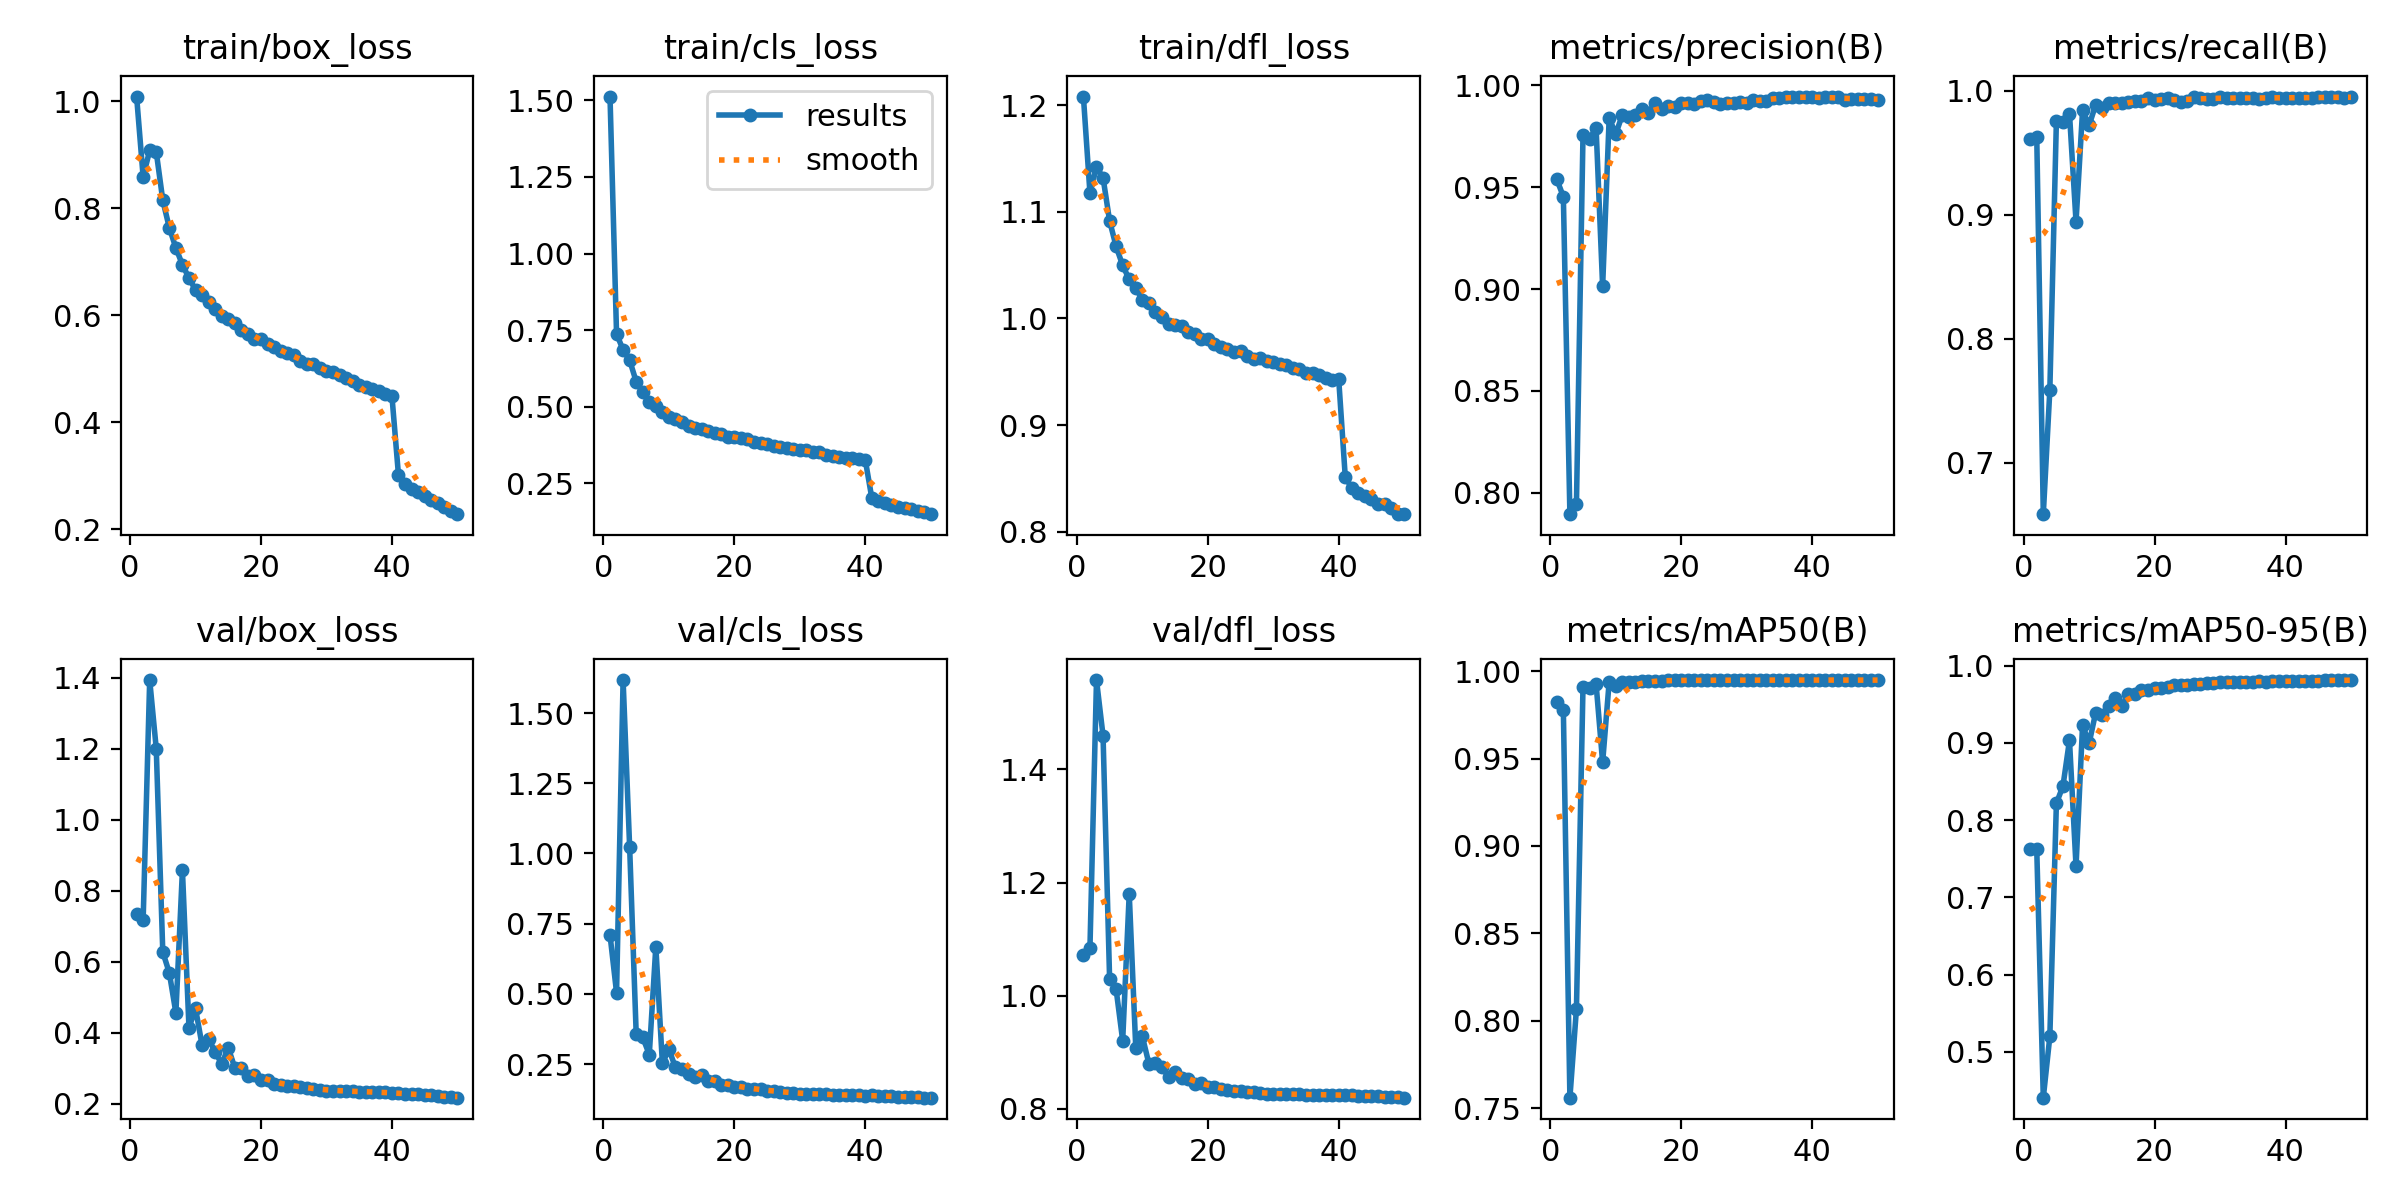 train/box_loss
1.0
0.8
0.6
0.4
0.2
0 20 40
train/cls_loss
results
smooth
1.50
1.25
1.00
0.75
0.50
0.25
0 20 40
train/dfl_loss
1.2
1.1
1.0
0.9
0.8
0 20 40
metrics/precision(B)
1.00
0.95
0.90
0.85
0.80
0 20 40
metrics/recall(B)
1.0
0.9
0.8
0.7
0 20 40
val/box_loss
1.4
1.2
1.0
0.8
0.6
0.4
0.2
0 20 40
val/cls_loss
1.50
1.25
1.00
0.75
0.50
0.25
0 20 40
val/dfl_loss
1.4
1.2
1.0
0.8
0 20 40
metrics/mAP50(B)
1.00
0.95
0.90
0.85
0.80
0.75
0 20 40
metrics/mAP50-95(B)
1.0
0.9
0.8
0.7
0.6
0.5
0 20 40